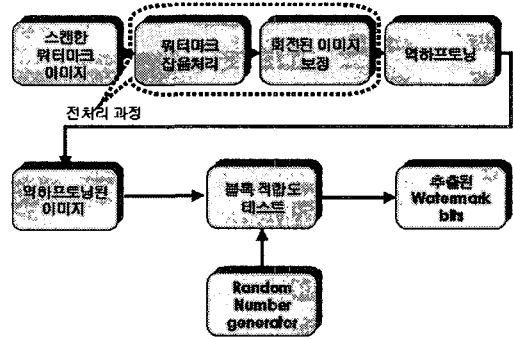 스캔한
워터마크
이미지
워터마크
잡음처리
회전된 이미지
보정
역하프토닝
전처리 과정
역하프토닝된
이미지
블록 적합도
테스트
추출된
Watermark
bits
Random
Number
generator